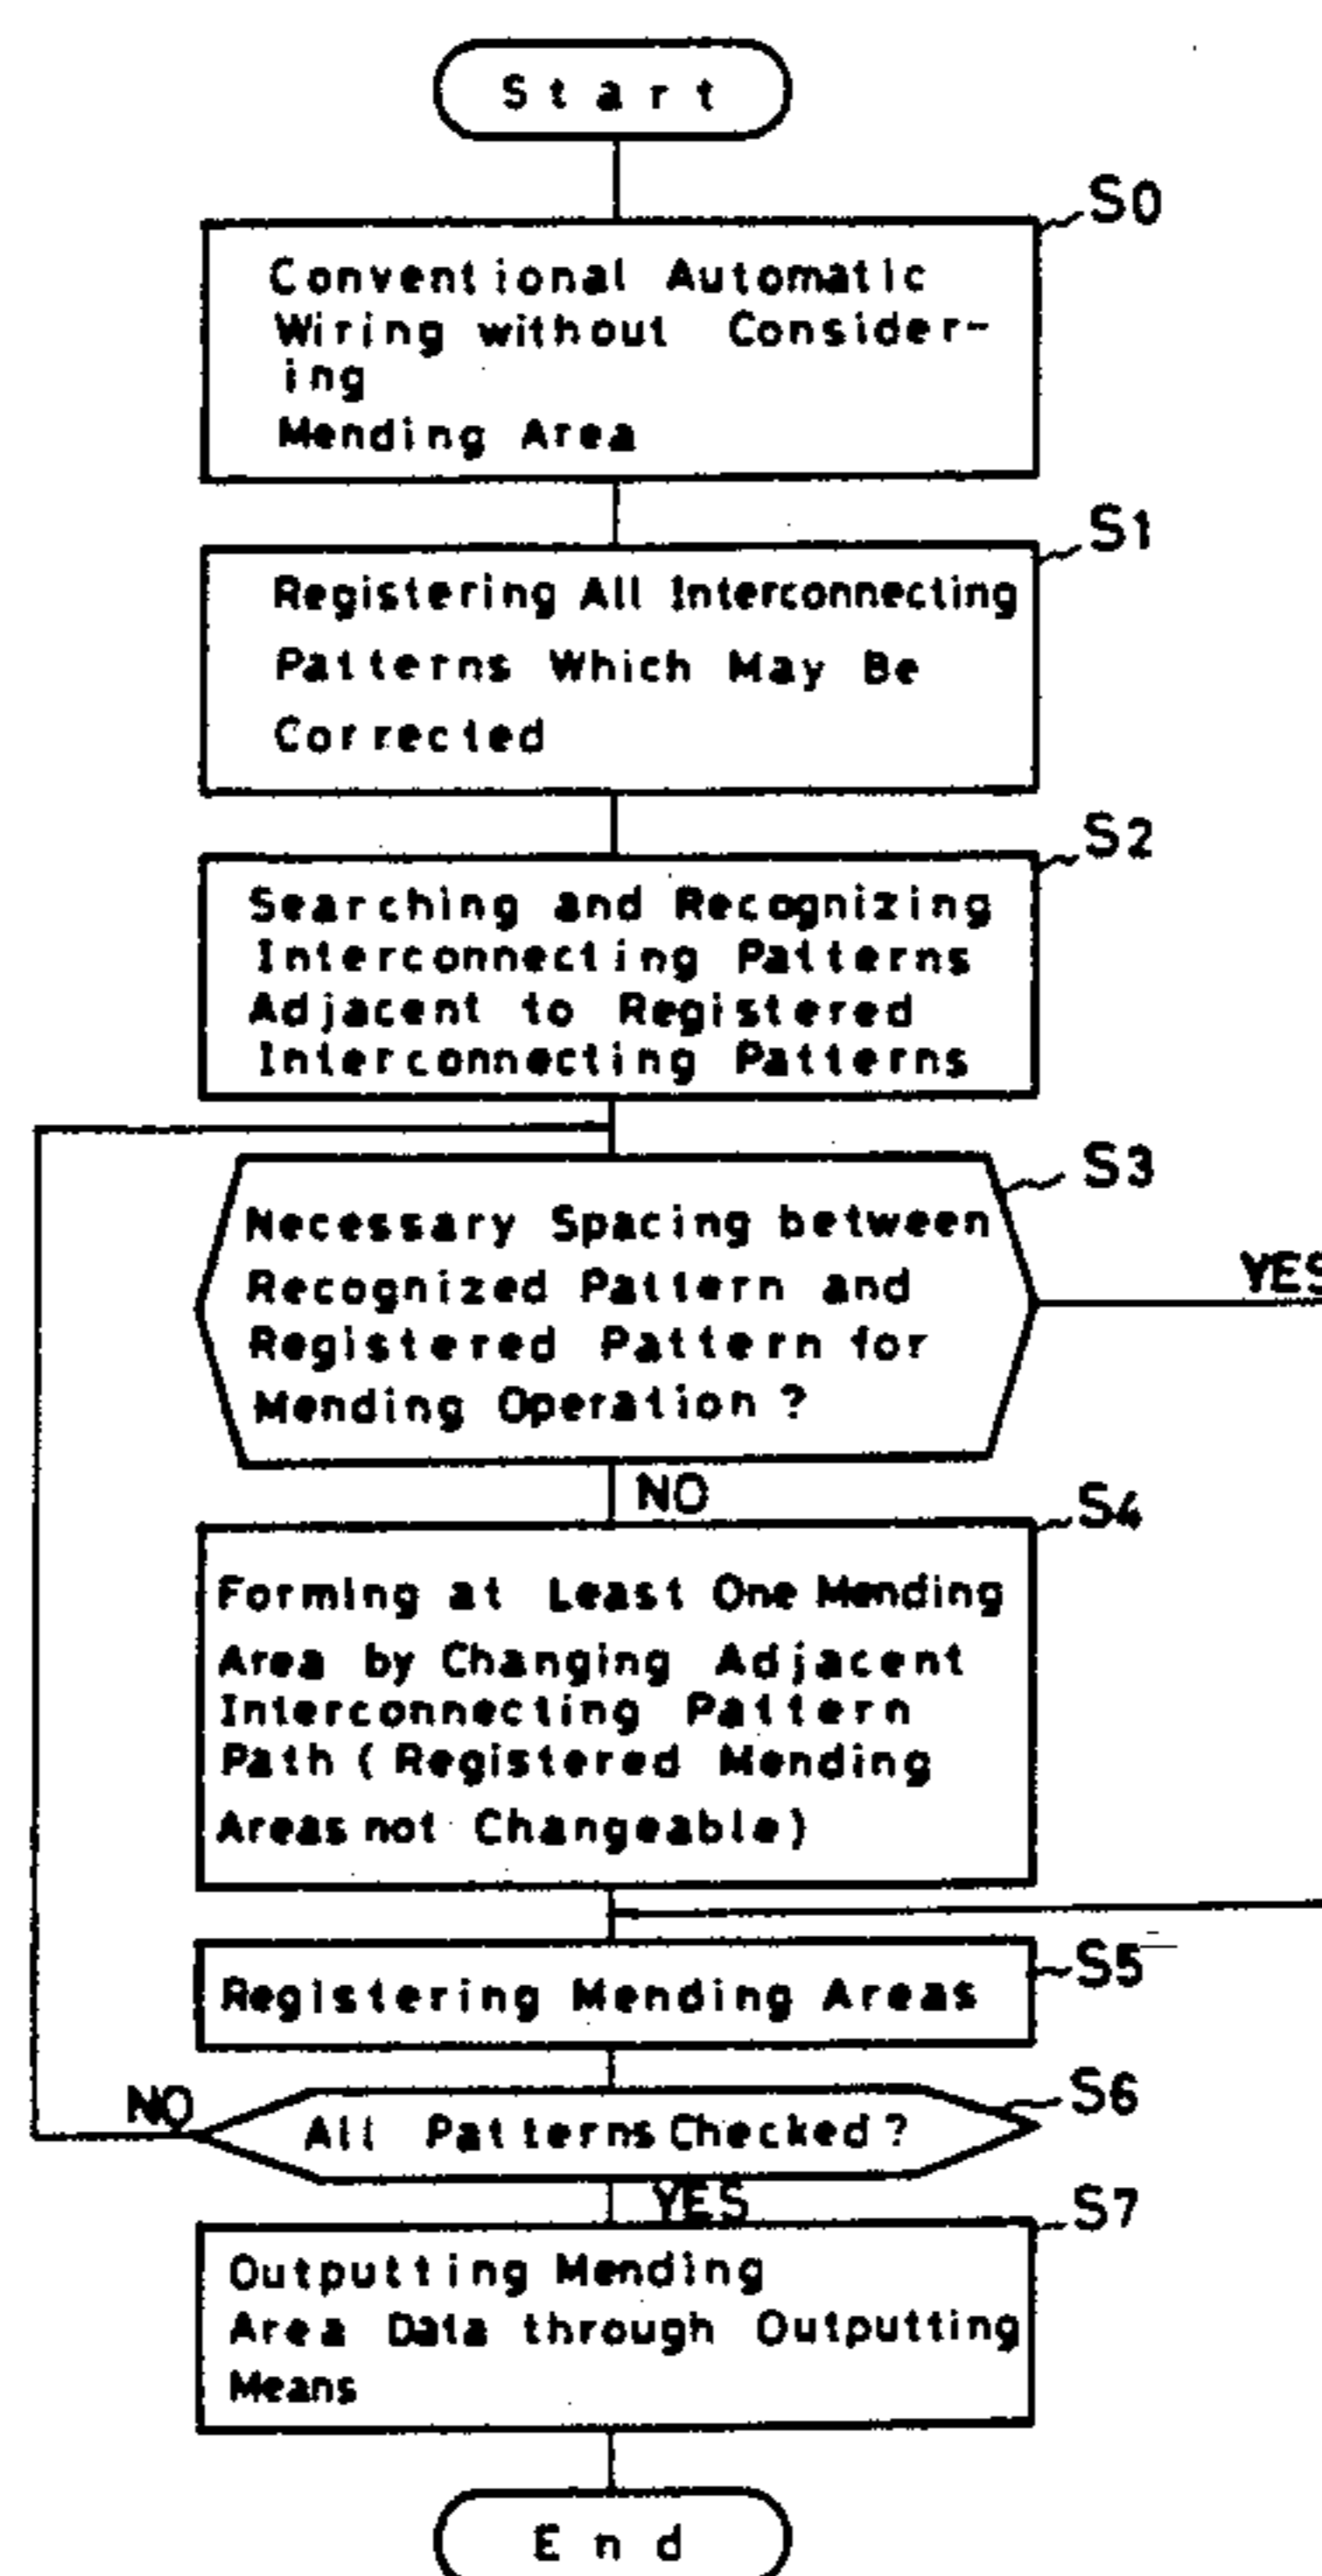 Start
S0
Conventional Automatic
Wiring without Consider-
ing
Mending Area
S1
Registering All Interconnecting
Patterns Which May Be
Corrected
S2
Searching and Recognizing
Interconnecting Patterns
Adjacent to Registered
Interconnecting Patterns
S3
Necessary Spacing between
Recognized Pattern and
Registered Pattern for
Mending Operation ?
YES
NO
S4
Forming at Least One Mending
Area by Changing Adjacent
Interconnecting Pattern
Path ( Registered Mending
Areas not Changeable)
S5
Registering Mending Areas
S6
NO
All Patterns Checked ?
YES
S7
Outputting Mending
Area Data through Outputting
Means
End